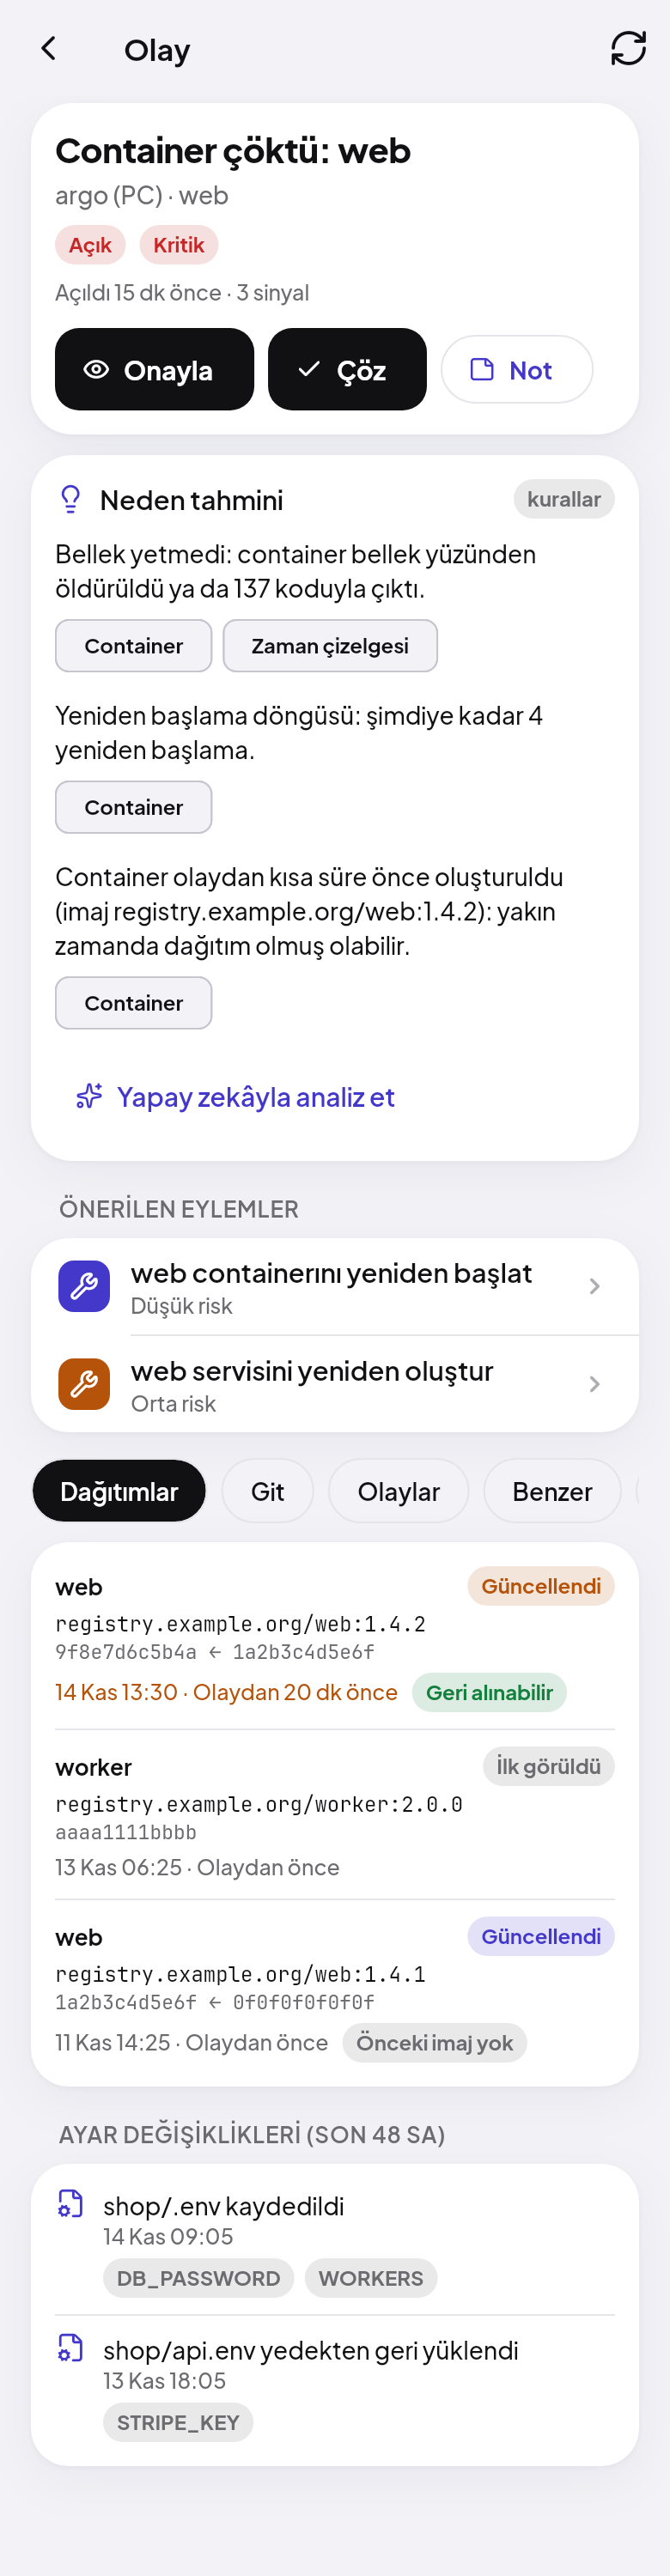 Olay
Container çöktü: web
argo (PC) · web
Açık
Kritik
Açıldı 15 dk önce · 3 sinyal
Onayla
Çöz
Not
Neden tahmini
kurallar
Bellek yetmedi: container bellek yüzünden
öldürüldü ya da 137 koduyla çıktı.
Container
Zaman çizelgesi
Yeniden başlama döngüsü: şimdiye kadar 4
yeniden başlama.
Container
Container olaydan kısa süre önce oluşturuldu
(imaj registry.example.org/web:1.4.2): yakın
zamanda dağıtım olmuş olabilir.
Container
Yapay zekâyla analiz et
ÖNERİLEN EYLEMLER
web containerını yeniden başlat
Düşük risk
web servisini yeniden oluştur
Orta risk
Dağıtımlar
Git
Olaylar
Benzer
web
Güncellendi
registry.example.org/web:1.4.2
9f8e7d6c5b4a ← 1a2b3c4d5e6f
14 Kas 13:30 · Olaydan 20 dk önce
Geri alınabilir
worker
İlk görüldü
registry.example.org/worker:2.0.0
aaaa1111bbbb
13 Kas 06:25 · Olaydan önce
web
Güncellendi
registry.example.org/web:1.4.1
1a2b3c4d5e6f ← 0f0f0f0f0f0f
11 Kas 14:25 · Olaydan önce
Önceki imaj yok
AYAR DEĞİŞİKLİKLERİ (SON 48 SA)
shop/.env kaydedildi
14 Kas 09:05
DB_PASSWORD
WORKERS
shop/api.env yedekten geri yüklendi
13 Kas 18:05
STRIPE_KEY